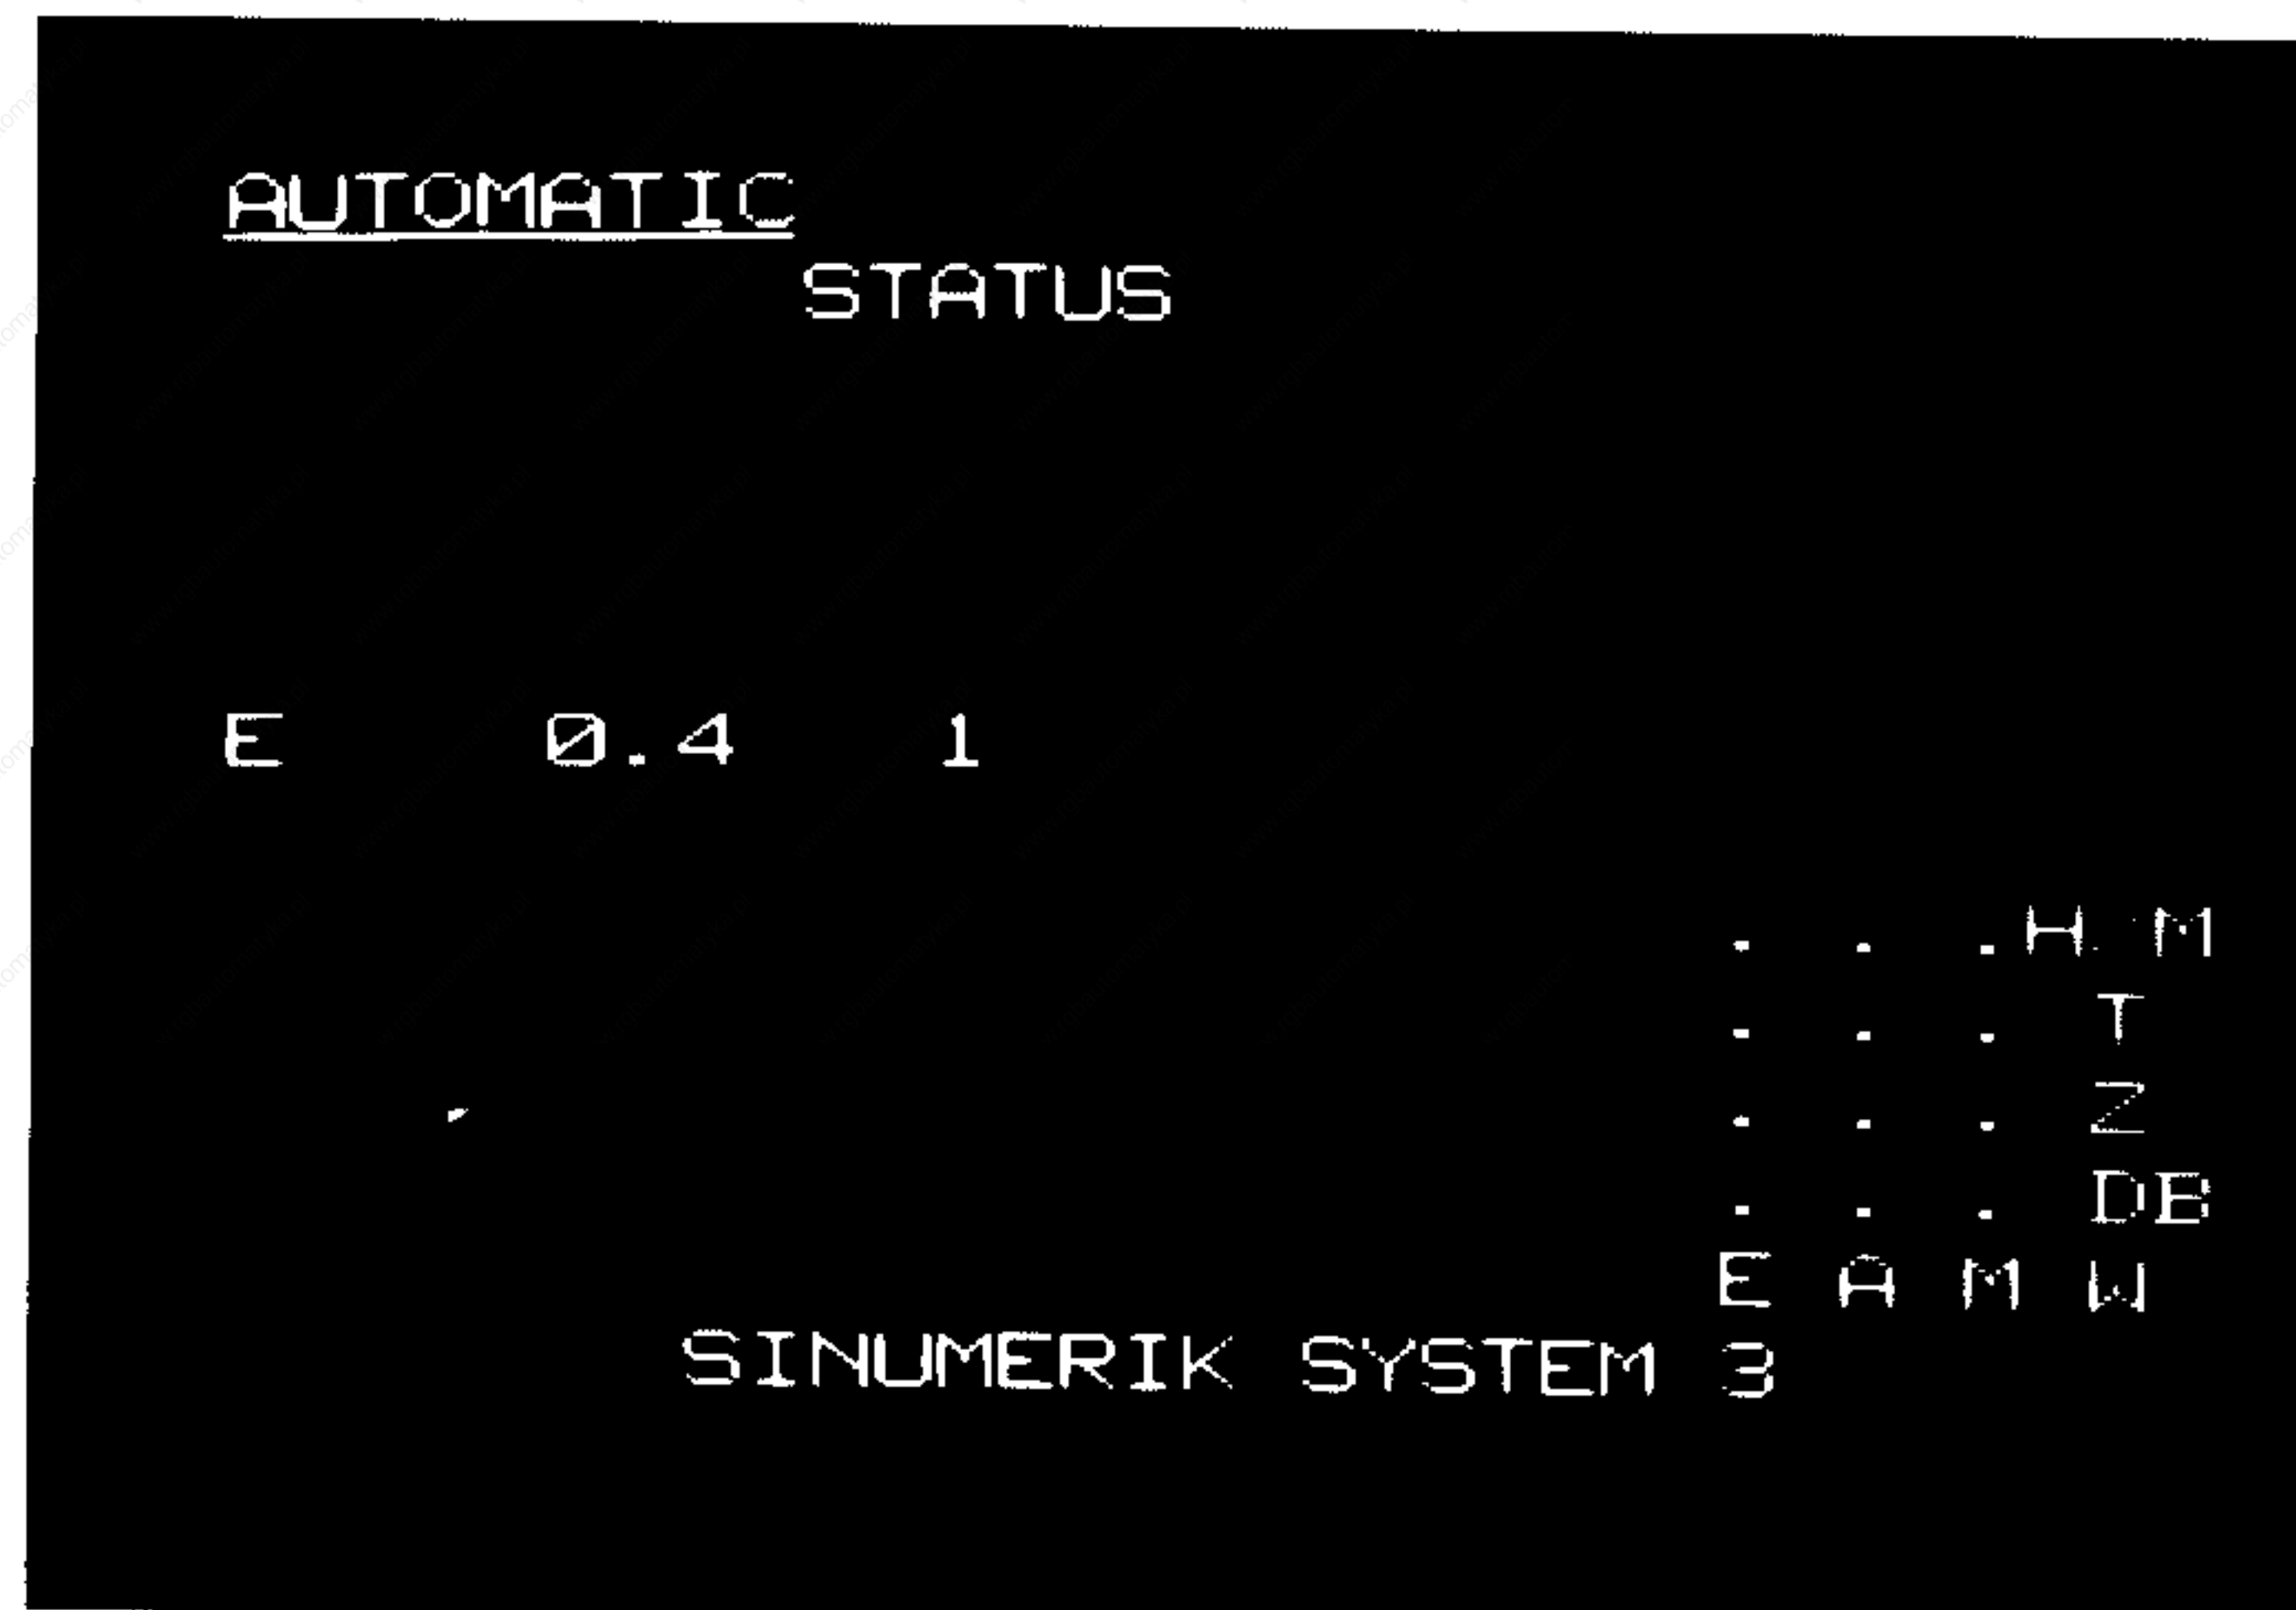 AUTOMATIC
STATUS
E 0.4 1
. . . H. M
. . . T
. . . Z
. . . DB
E A M W
SINUMERIK SYSTEM 3